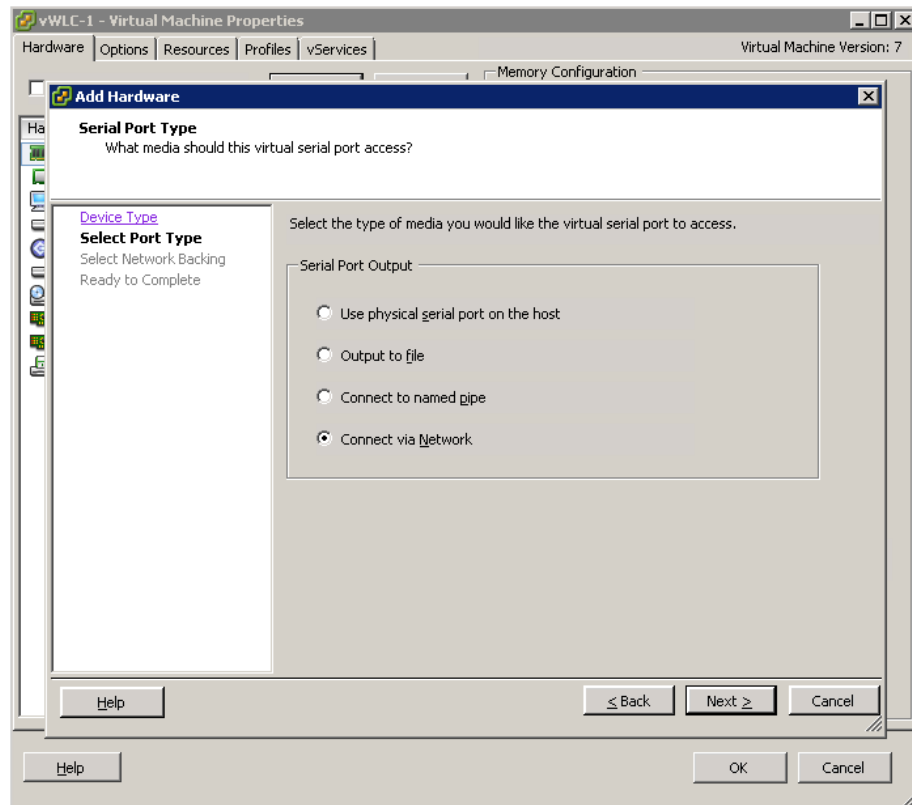 vWLC-1 - Virtual Machine Properties
Hardware Options Resources Profiles vServices Virtual Machine Version: 7
Memory Configuration
Add Hardware
Ha
Serial Port Type
What media should this virtual serial port access?
Device Type
Select Port Type
Select Network Backing
Ready to Complete
Select the type of media you would like the virtual serial port to access.
Serial Port Output
Use physical serial port on the host
Output to file
Connect to named pipe
Connect via Network
Help ≤ Back Next ≥ Cancel
Help OK Cancel